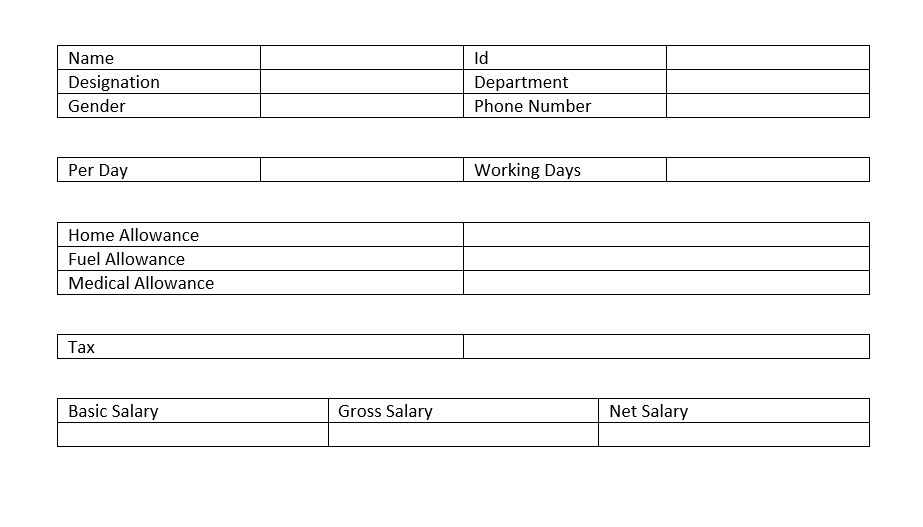 Name Id
Designation Department
Gender Phone Number
Per Day Working Days
Home Allowance
Fuel Allowance
Medical Allowance
Tax
Basic Salary Gross Salary Net Salary